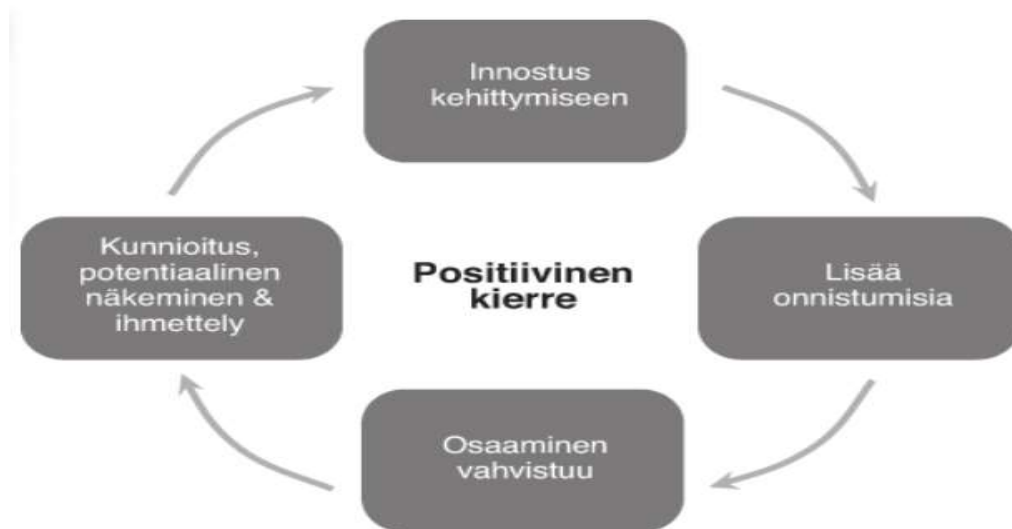 Innostus
kehittymiseen
Kunnioitus,
potentiaalinen
näkeminen &
ihmettely
Positiivinen
kierre
Lisää
onnistumisia
Osaaminen
vahvistuu